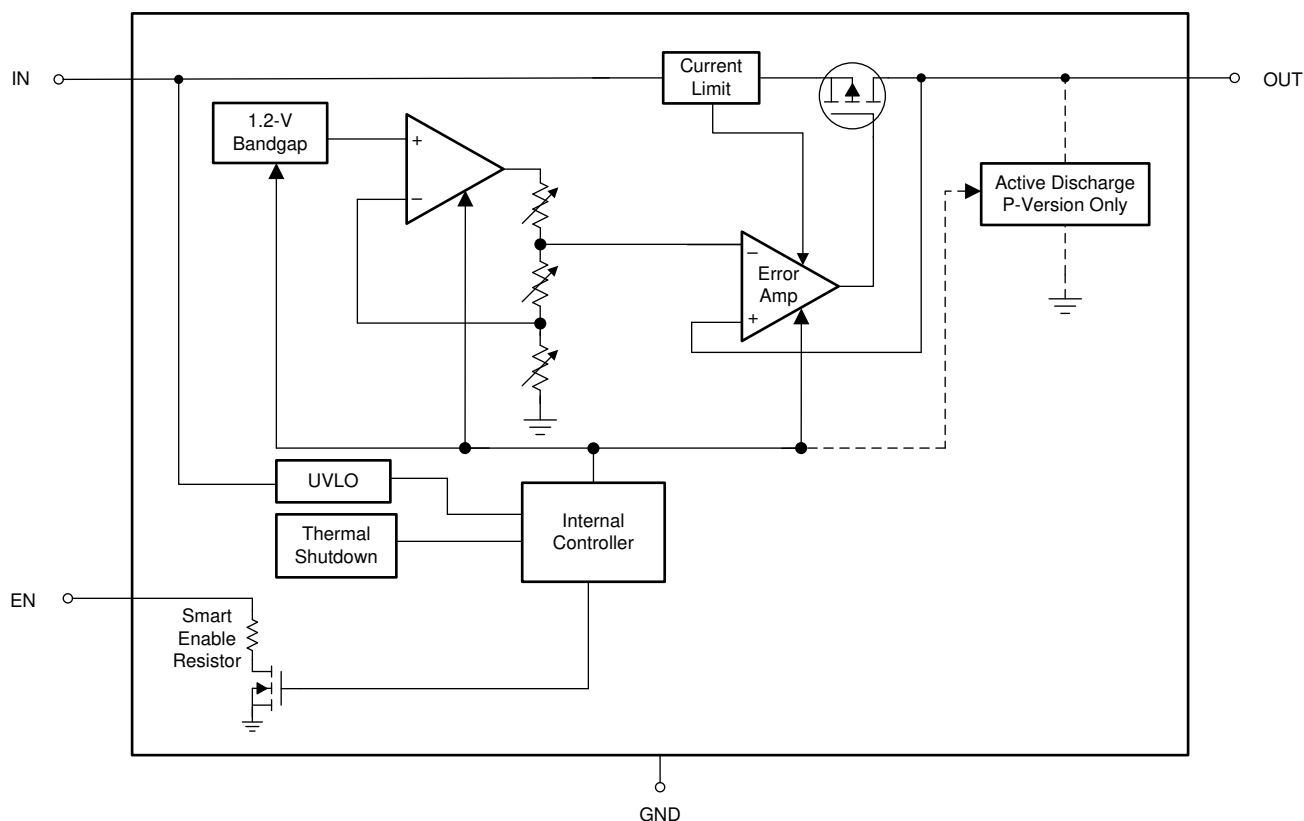 IN
Current
Limit
OUT
1.2-V
Bandgap
+
−
Active Discharge
P-Version Only
−
Error
Amp
+
UVLO
Thermal
Shutdown
Internal
Controller
EN
Smart
Enable
Resistor
GND